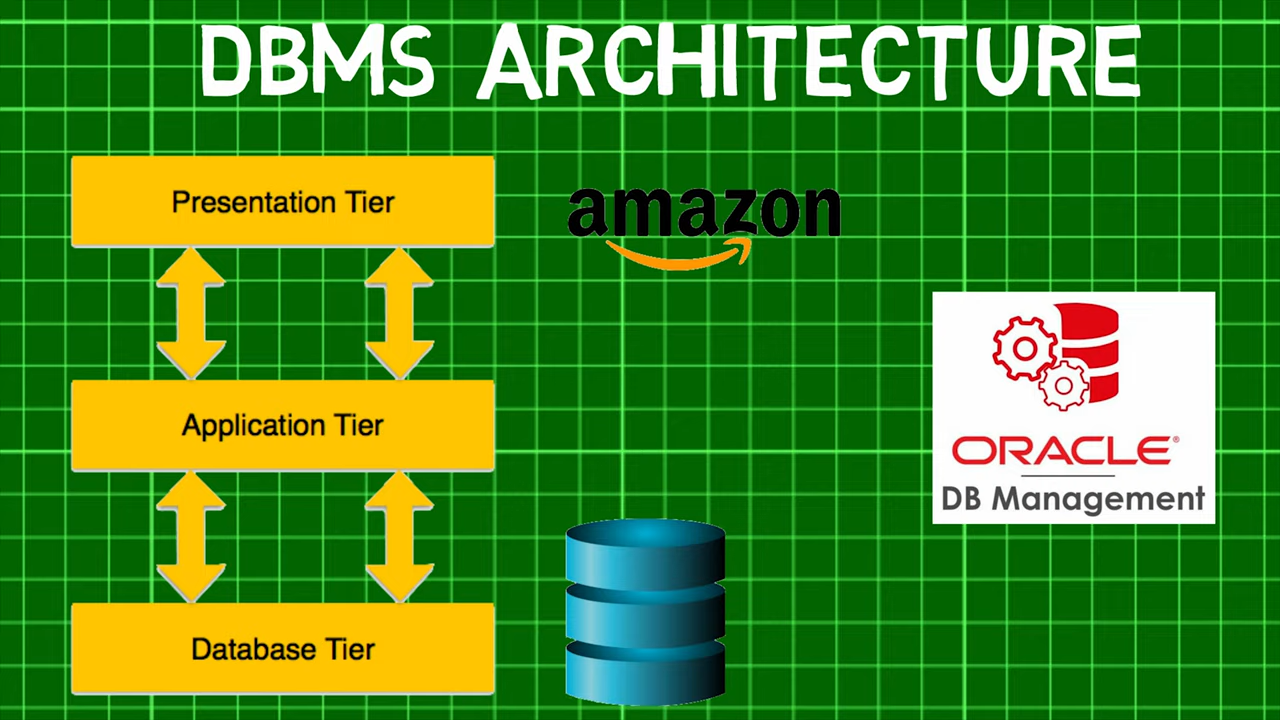 DBMS ARCHITECTURE
Presentation Tier
amazon
Application Tier
ORACLE®
DB Management
Database Tier